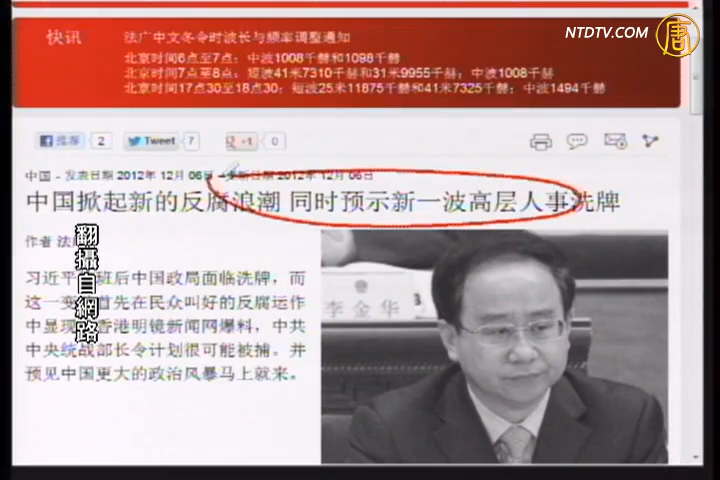 NTDTV.COM
唐
快讯
法广中文冬令时波长与频率调整通知
北京时间6点至7点：中波1008千赫和1098千赫
北京时间7点至8点：短波41米7310千赫和31米9955千赫；中波1008千赫
北京时间17点30至18点30：短波25米11875千赫和41米7325千赫；中波1494千赫
推荐 2 Tweet 7 +1 0
中国 - 发表日期 2012年 12月 06日 - 更新日期 2012年 12月 06日
中国掀起新的反腐浪潮 同时预示新一波高层人事洗牌
作者 法
习近平 班后中国政局面临洗牌，而
这一变 首先在民众叫好的反腐运作
中显现 香港明镜新闻网爆料，中共
中央统战部长令计划很可能被捕。并
预见中国更大的政治风暴马上就来。
翻攝自網路
李金华